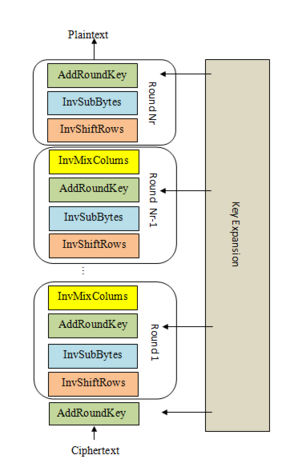 Plaintext
AddRoundKey
InvSubBytes
InvShiftRows
Round Nr
InvMixColums
AddRoundKey
InvSubBytes
InvShiftRows
Round Nr-1
...
InvMixColums
AddRoundKey
InvSubBytes
InvShiftRows
Round 1
AddRoundKey
Ciphertext
Key Expansion